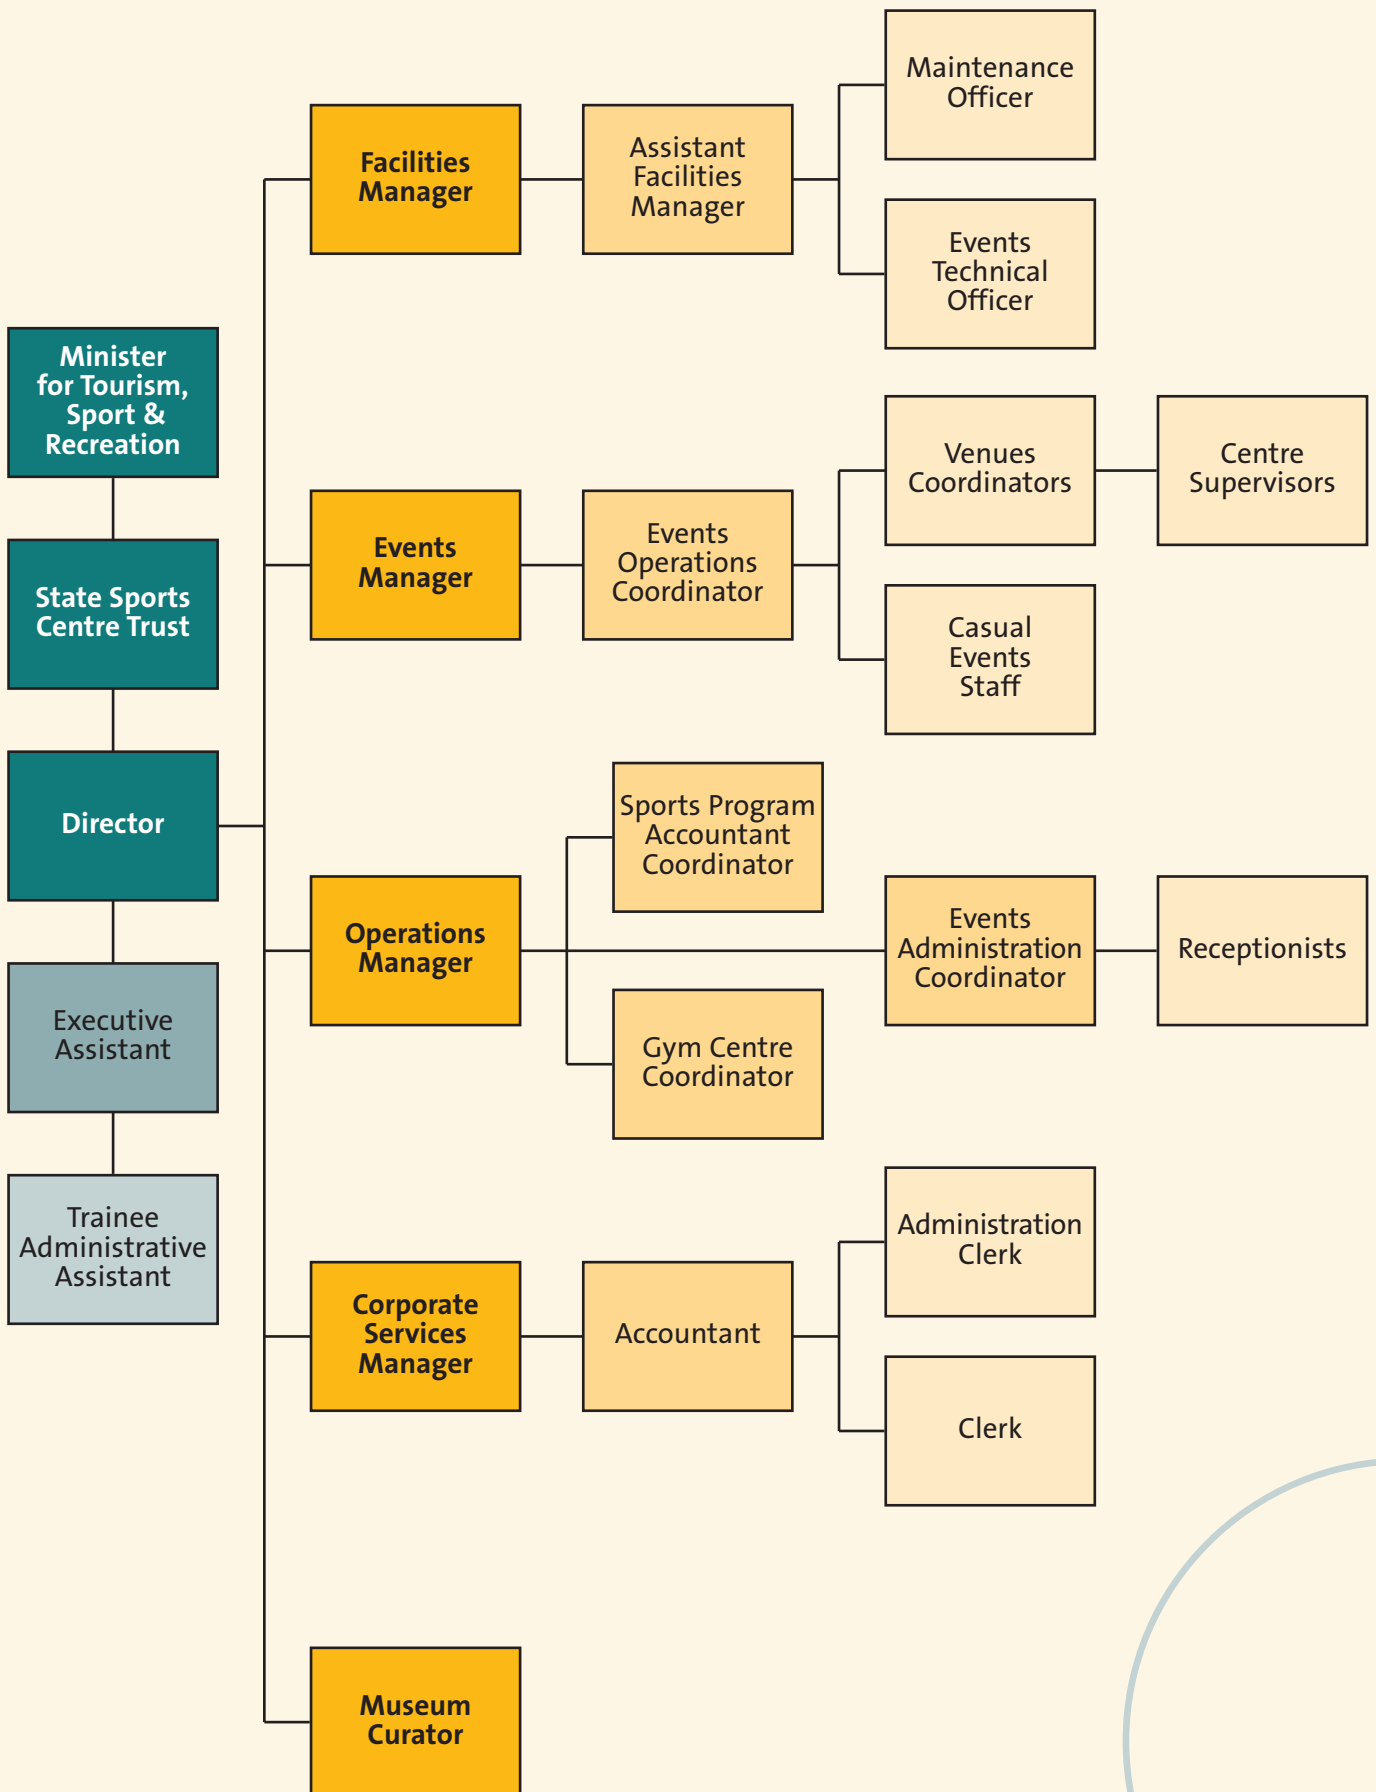 Minister
for Tourism,
Sport &
Recreation
State Sports
Centre Trust
Director
Executive
Assistant
Trainee
Administrative
Assistant
Facilities
Manager
Assistant
Facilities
Manager
Maintenance
Officer
Events
Technical
Officer
Events
Manager
Events
Operations
Coordinator
Venues
Coordinators
Centre
Supervisors
Casual
Events
Staff
Operations
Manager
Sports Program
Accountant
Coordinator
Events
Administration
Coordinator
Receptionists
Gym Centre
Coordinator
Corporate
Services
Manager
Accountant
Administration
Clerk
Clerk
Museum
Curator